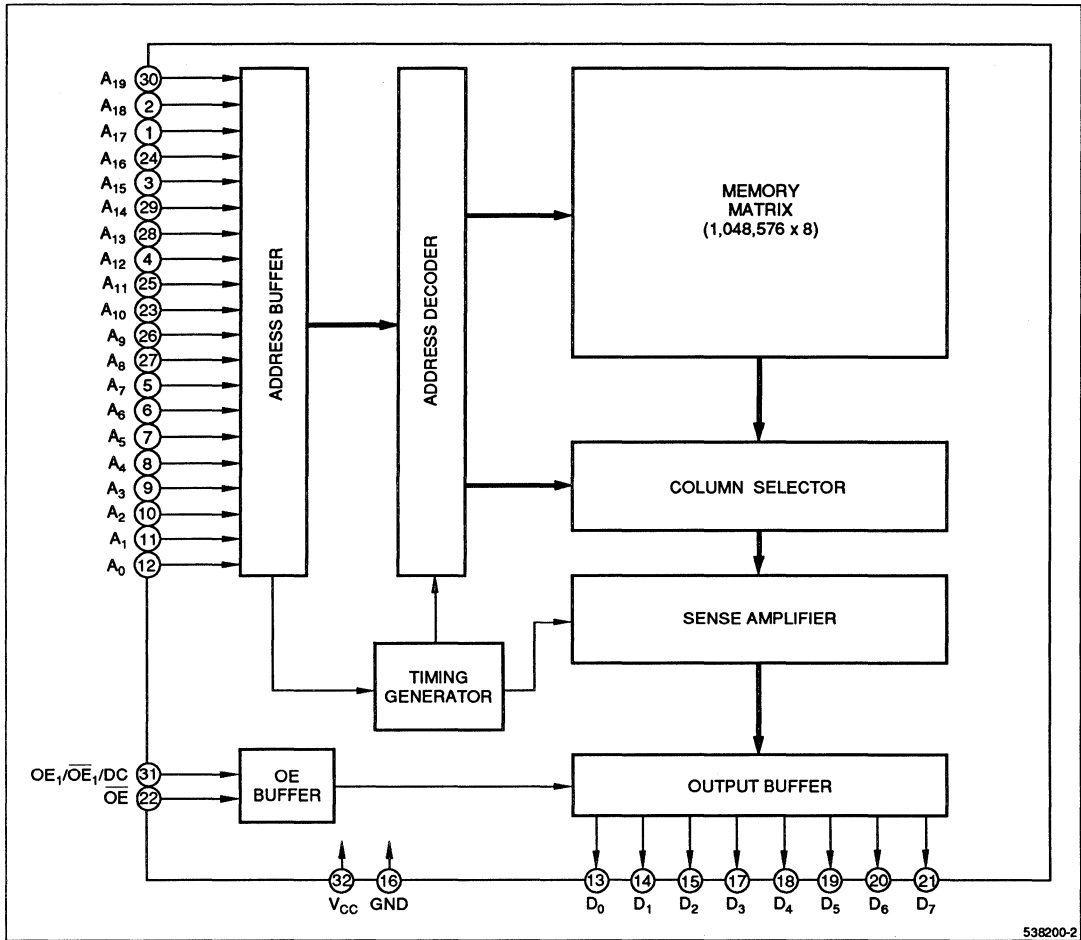 A19 30
A18 2
A17 1
A16 24
A15 3
A14 29
A13 28
A12 4
A11 25
A10 23
A9 26
A8 27
A7 5
A6 6
A5 7
A4 8
A3 9
A2 10
A1 11
A0 12
ADDRESS BUFFER
ADDRESS DECODER
MEMORY
MATRIX
(1,048,576 x 8)
COLUMN SELECTOR
SENSE AMPLIFIER
TIMING
GENERATOR
OE1/OE1/DC 31
OE 22
OE
BUFFER
OUTPUT BUFFER
32 16 13 14 15 17 18 19 20 21
VCC GND D0 D1 D2 D3 D4 D5 D6 D7
538200-2